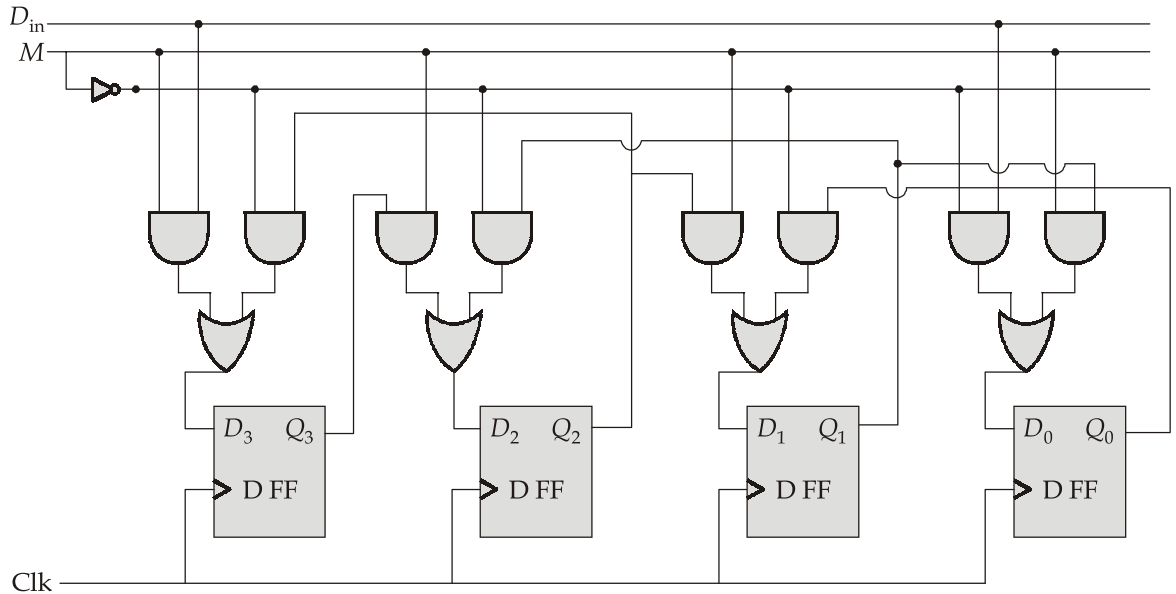 D_in
M
D_3 Q_3 D_2 Q_2 D_1 Q_1 D_0 Q_0
D FF D FF D FF D FF
Clk